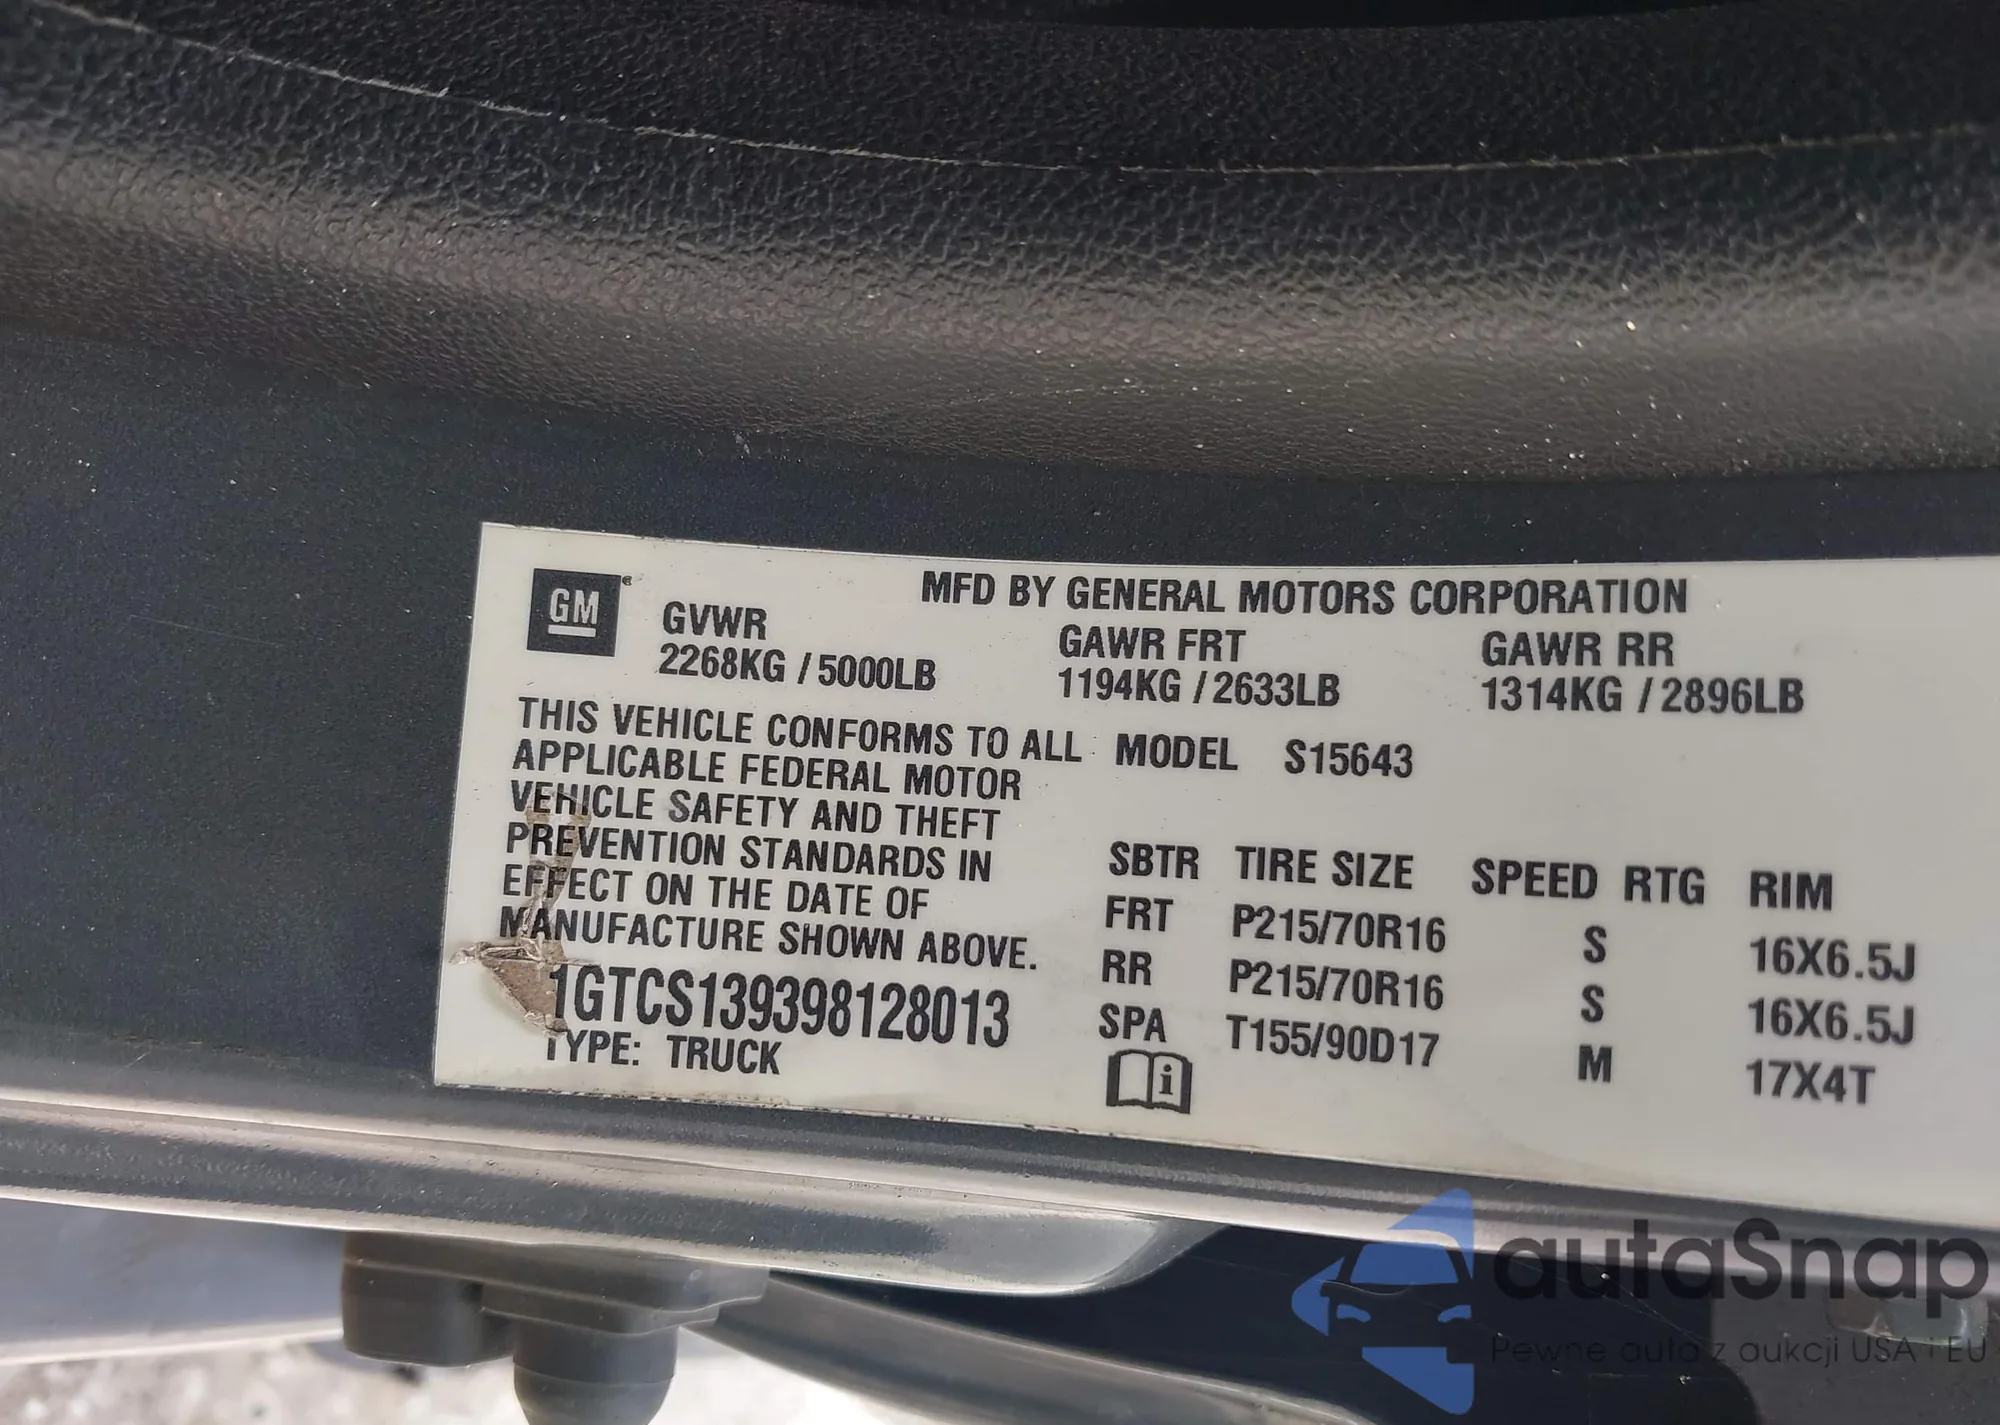 GM
MFD BY GENERAL MOTORS CORPORATION
GVWR GAWR FRT GAWR RR
2268KG / 5000LB 1194KG / 2633LB 1314KG / 2896LB
THIS VEHICLE CONFORMS TO ALL MODEL S15643
APPLICABLE FEDERAL MOTOR
VEHICLE SAFETY AND THEFT
PREVENTION STANDARDS IN
EFFECT ON THE DATE OF
MANUFACTURE SHOWN ABOVE.
1GTCS139398128013
TYPE: TRUCK
SBTR TIRE SIZE SPEED RTG RIM
FRT P215/70R16 S 16X6.5J
RR P215/70R16 S 16X6.5J
SPA T155/90D17 M 17X4T
i
autaSnap
Pewne auta z aukcji USA i EU